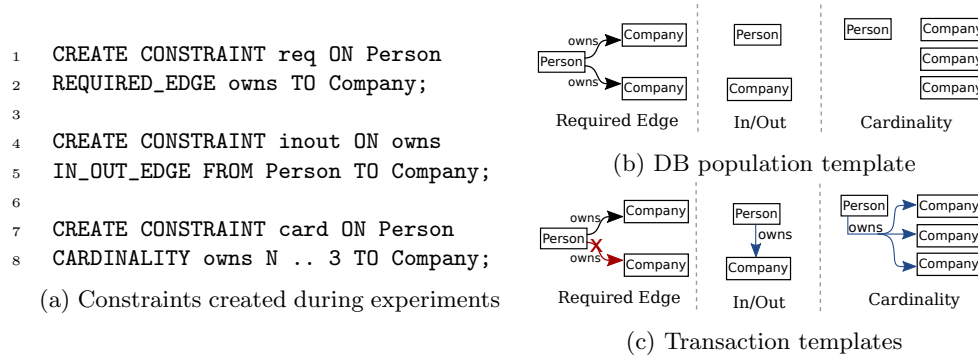 1 CREATE CONSTRAINT req ON Person
2 REQUIRED_EDGE owns TO Company;
3
4 CREATE CONSTRAINT inout ON owns
5 IN_OUT_EDGE FROM Person TO Company;
6
7 CREATE CONSTRAINT card ON Person
8 CARDINALITY owns N .. 3 TO Company;
(a) Constraints created during experiments
owns
Company
Person
owns
Company
Required Edge
Person
Company
In/Out
Person
Company
Company
Company
Cardinality
(b) DB population template
owns
Company
Person
X
owns
Company
Required Edge
Person
owns
Company
In/Out
Person
owns
Company
Company
Company
Cardinality
(c) Transaction templates